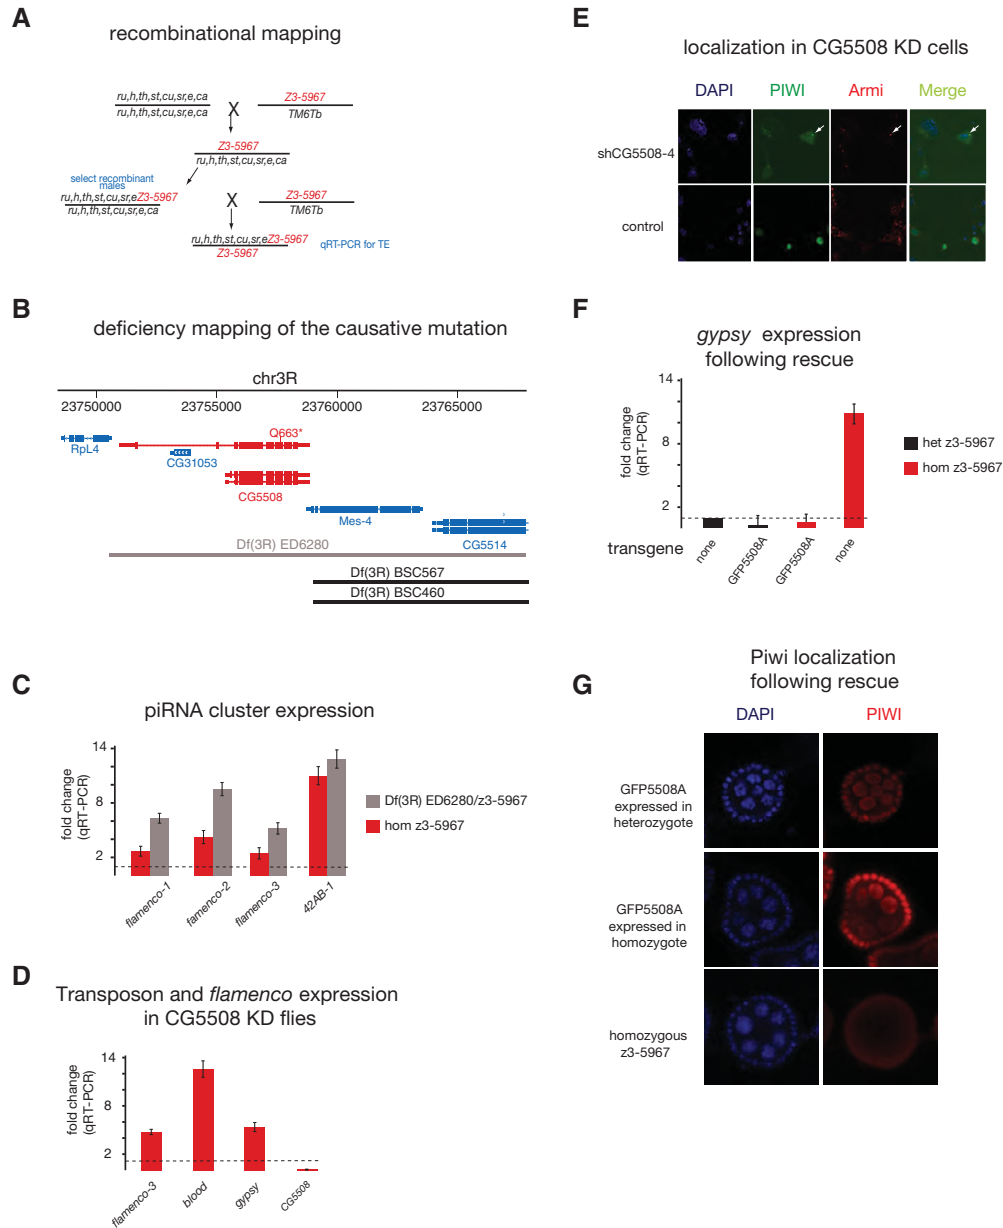 A
recombinational mapping
ru,h,th,st,cu,sr,e,ca
ru,h,th,st,cu,sr,e,ca
X
Z3-5967
TM6Tb
Z3-5967
ru,h,th,st,cu,sr,e,ca
select recombinant
males
ru,h,th,st,cu,sr,eZ3-5967
ru,h,th,st,cu,sr,e,ca
X
Z3-5967
TM6Tb
ru,h,th,st,cu,sr,eZ3-5967
Z3-5967
qRT-PCR for TE
B
deficiency mapping of the causative mutation
chr3R
23750000 23755000 23760000 23765000
Q663*
RpL4
CG31053
CG5508
Mes-4
CG5514
Df(3R) ED6280
Df(3R) BSC567
Df(3R) BSC460
C
piRNA cluster expression
fold change
(qRT-PCR)
14
8
2
flamenco-1
famenco-2
flamenco-3
42AB-1
Df(3R) ED6280/z3-5967
hom z3-5967
D
Transposon and flamenco expression
in CG5508 KD flies
fold change
(qRT-PCR)
14
8
2
flamenco-3
blood
gypsy
CG5508
E
localization in CG5508 KD cells
DAPI PIWI Armi Merge
shCG5508-4
control
F
gypsy expression
following rescue
fold change
(qRT-PCR)
14
8
2
het z3-5967
hom z3-5967
transgene
none
GFP5508A
GFP5508A
none
G
Piwi localization
following rescue
DAPI PIWI
GFP5508A
expressed in
heterozygote
GFP5508A
expressed in
homozygote
homozygous
z3-5967